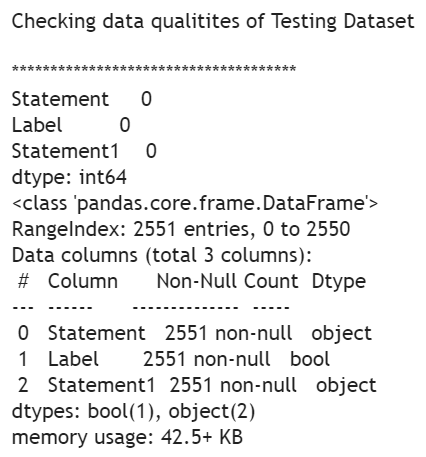 Checking data qualitites of Testing Dataset
*************************************
Statement 0
Label 0
Statement1 0
dtype: int64
<class 'pandas.core.frame.DataFrame'>
RangeIndex: 2551 entries, 0 to 2550
Data columns (total 3 columns):
# Column Non-Null Count Dtype
--- ------ -------------- -----
0 Statement 2551 non-null object
1 Label 2551 non-null bool
2 Statement1 2551 non-null object
dtypes: bool(1), object(2)
memory usage: 42.5+ KB